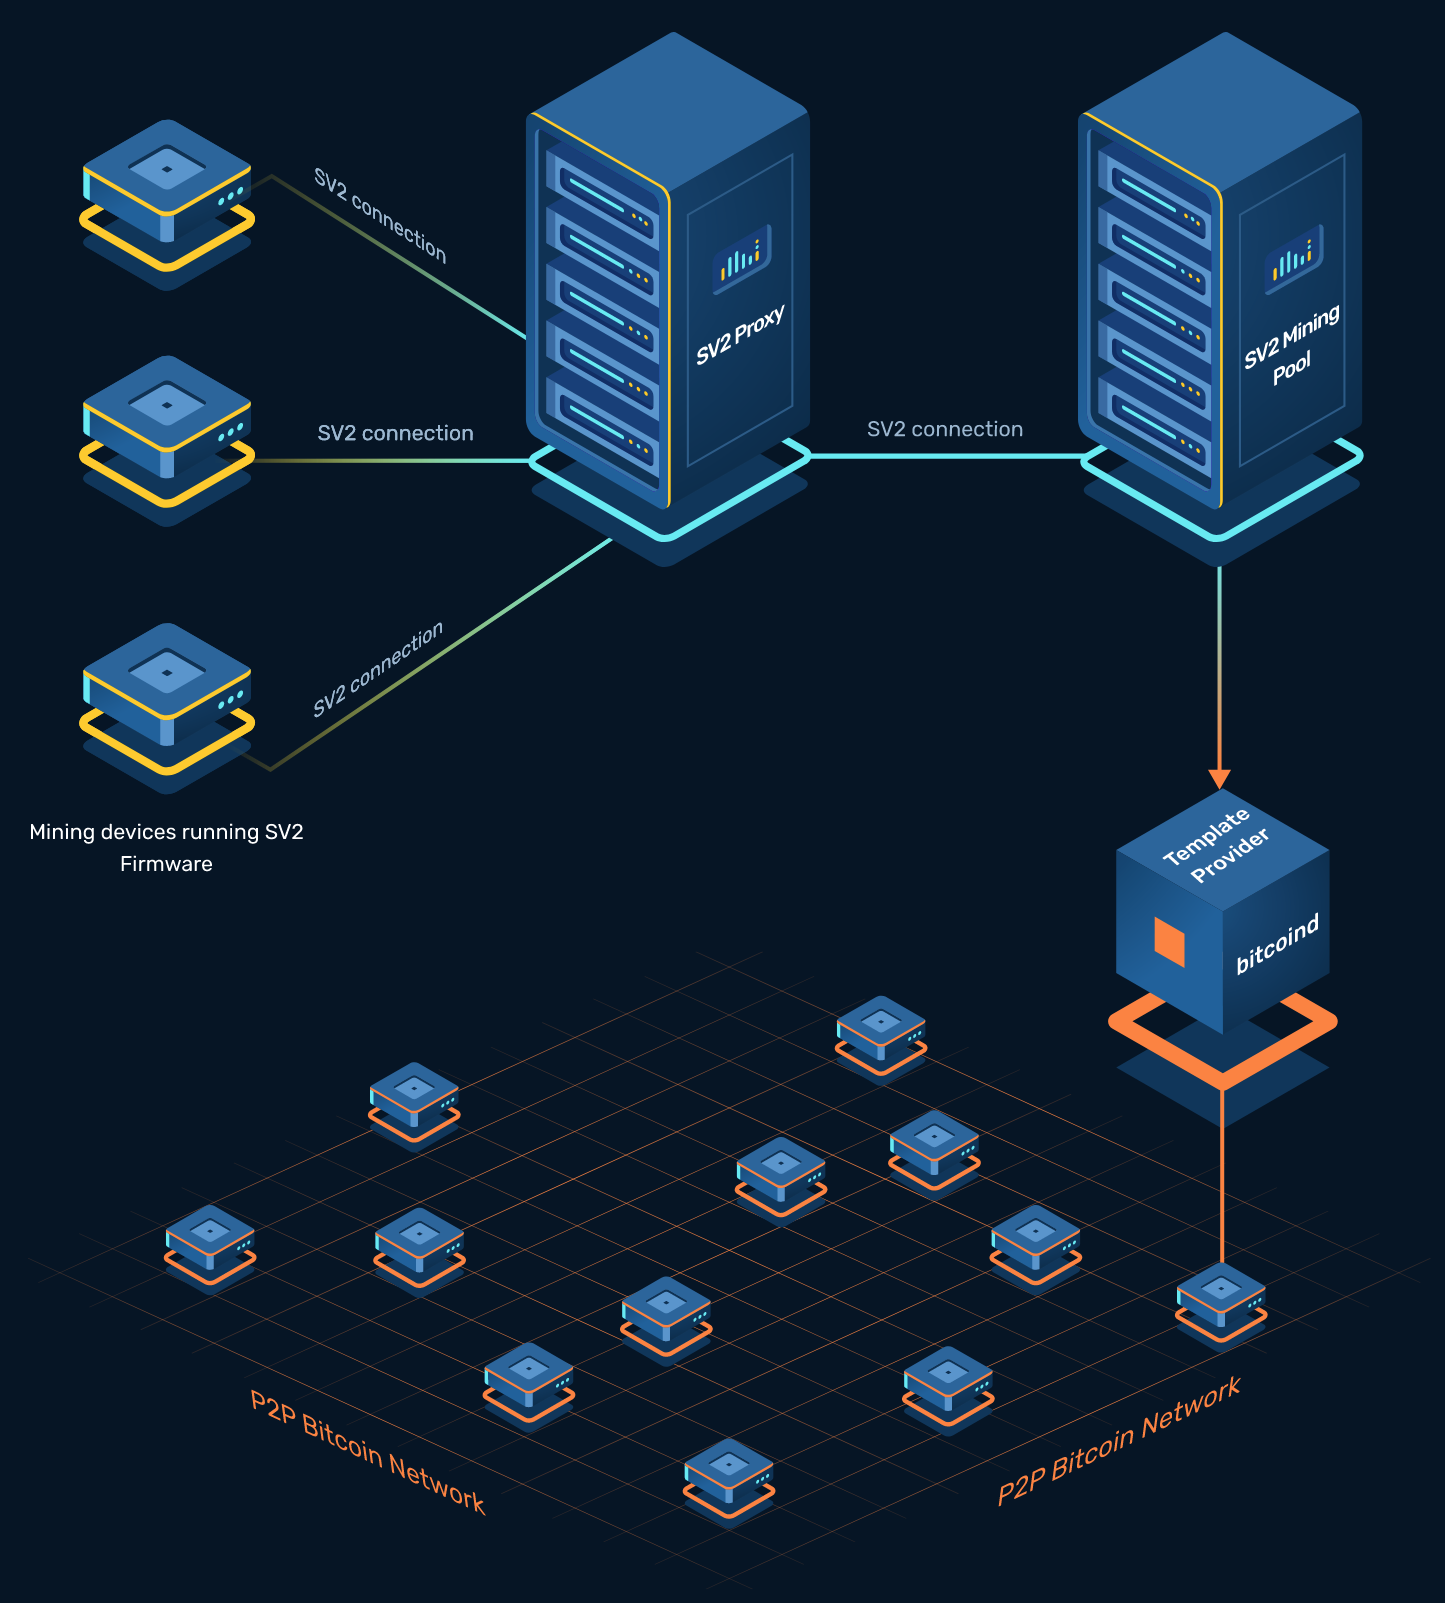 SV2 connection
SV2 Proxy
SV2 Mining
Pool
SV2 connection
SV2 connection
SV2 connection
Mining devices running SV2
Firmware
Template
Provider
bitcoind
P2P Bitcoin Network
P2P Bitcoin Network